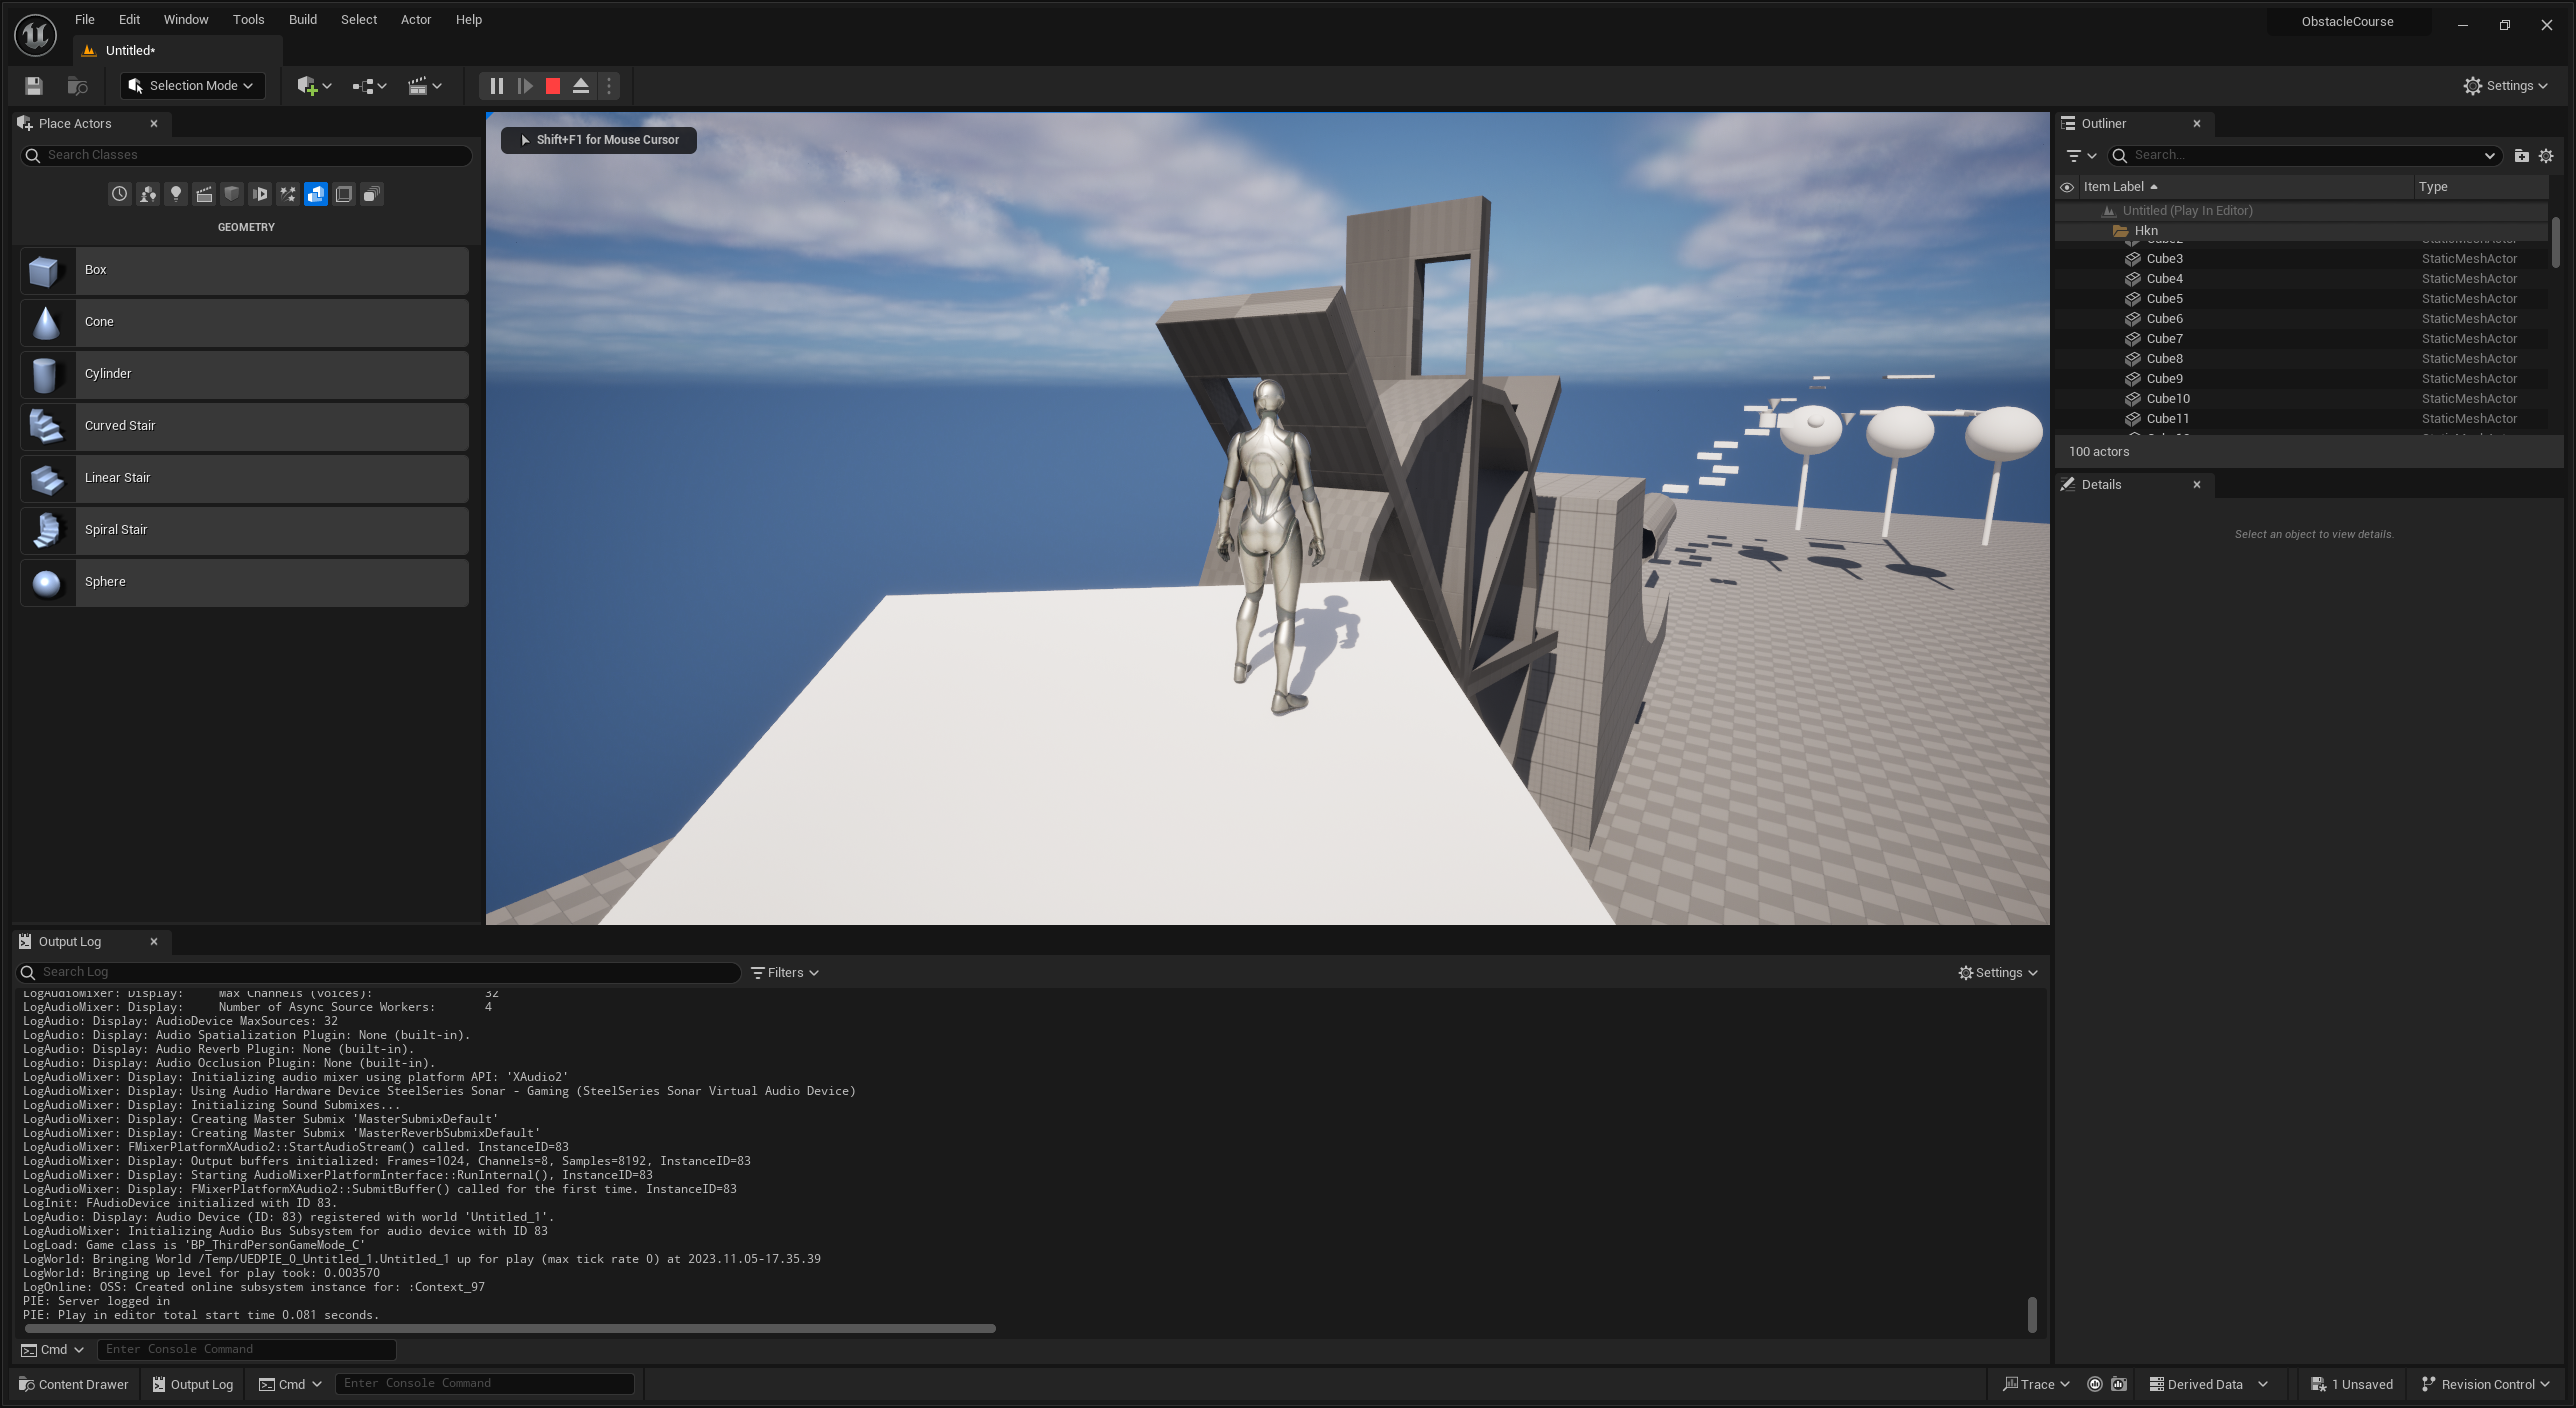 File Edit Window Tools Build Select Actor Help
ObstacleCourse
Untitled*
Selection Mode
Settings
Place Actors
Search Classes
GEOMETRY
Box
Cone
Cylinder
Curved Stair
Linear Stair
Spiral Stair
Sphere
Shift+F1 for Mouse Cursor
Outliner
Search...
Item Label Type
Untitled (Play In Editor)
Hkn
Cube2 StaticMeshActor
Cube3 StaticMeshActor
Cube4 StaticMeshActor
Cube5 StaticMeshActor
Cube6 StaticMeshActor
Cube7 StaticMeshActor
Cube8 StaticMeshActor
Cube9 StaticMeshActor
Cube10 StaticMeshActor
Cube11 StaticMeshActor
100 actors
Details
Select an object to view details.
Output Log
Search Log
Filters
Settings
LogAudioMixer: Display: Max Channels (voices): 32
LogAudioMixer: Display: Number of Async Source Workers: 4
LogAudio: Display: AudioDevice MaxSources: 32
LogAudio: Display: Audio Spatialization Plugin: None (built-in).
LogAudio: Display: Audio Reverb Plugin: None (built-in).
LogAudio: Display: Audio Occlusion Plugin: None (built-in).
LogAudioMixer: Display: Initializing audio mixer using platform API: 'XAudio2'
LogAudioMixer: Display: Using Audio Hardware Device SteelSeries Sonar - Gaming (SteelSeries Sonar Virtual Audio Device)
LogAudioMixer: Display: Initializing Sound Submixes...
LogAudioMixer: Display: Creating Master Submix 'MasterSubmixDefault'
LogAudioMixer: Display: Creating Master Submix 'MasterReverbSubmixDefault'
LogAudioMixer: FMixerPlatformXAudio2::StartAudioStream() called. InstanceID=83
LogAudioMixer: Display: Output buffers initialized: Frames=1024, Channels=8, Samples=8192, InstanceID=83
LogAudioMixer: Display: Starting AudioMixerPlatformInterface::RunInternal(), InstanceID=83
LogAudioMixer: Display: FMixerPlatformXAudio2::SubmitBuffer() called for the first time. InstanceID=83
LogInit: FAudioDevice initialized with ID 83.
LogAudio: Display: Audio Device (ID: 83) registered with world 'Untitled_1'.
LogAudioMixer: Initializing Audio Bus Subsystem for audio device with ID 83
LogLoad: Game class is 'BP_ThirdPersonGameMode_C'
LogWorld: Bringing World /Temp/UEDPIE_0_Untitled_1.Untitled_1 up for play (max tick rate 0) at 2023.11.05-17.35.39
LogWorld: Bringing up level for play took: 0.003570
LogOnline: OSS: Created online subsystem instance for: :Context_97
PIE: Server logged in
PIE: Play in editor total start time 0.081 seconds.
Cmd Enter Console Command
Content Drawer Output Log Cmd Enter Console Command
Trace Derived Data 1 Unsaved Revision Control